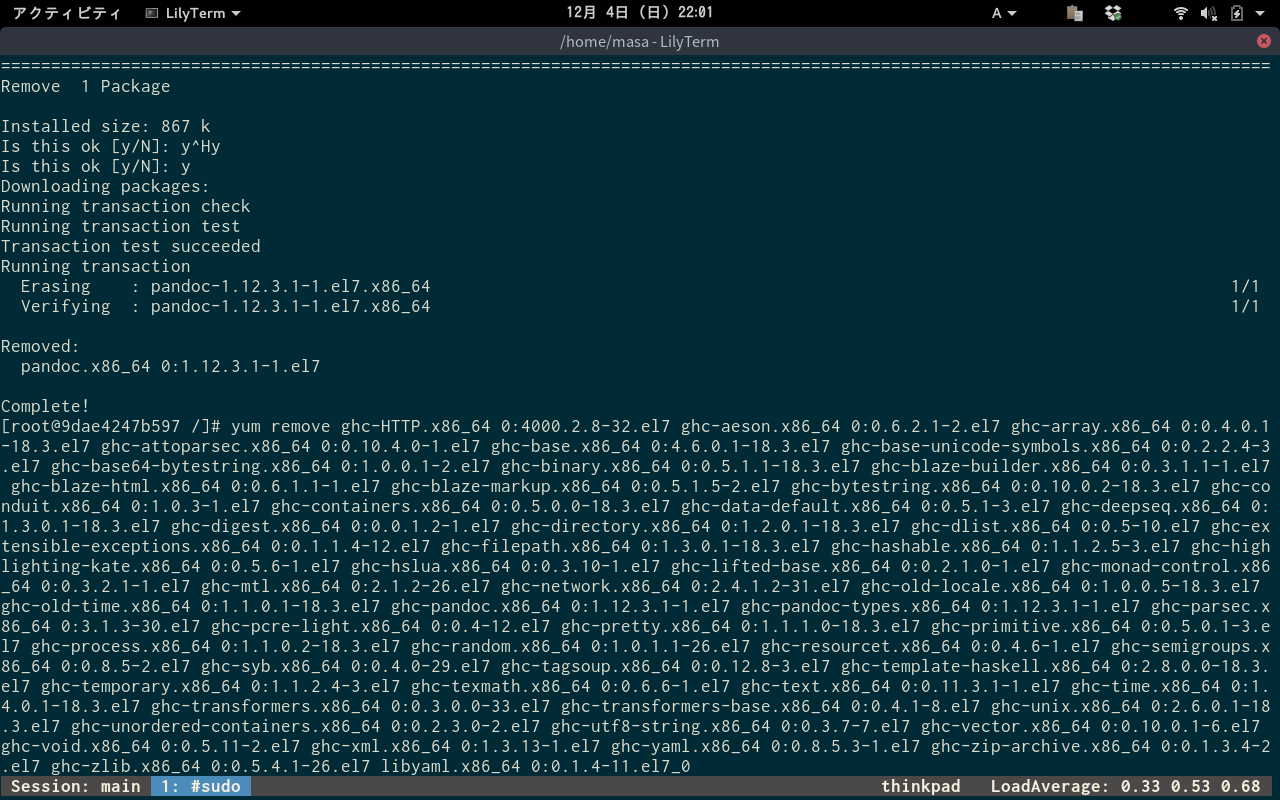 アクティビティ LilyTerm 12月 4日 (日) 22:01 A
/home/masa - LilyTerm
===============================================================================================================================
Remove  1 Package
Installed size: 867 k
Is this ok [y/N]: y^Hy
Is this ok [y/N]: y
Downloading packages:
Running transaction check
Running transaction test
Transaction test succeeded
Running transaction
  Erasing    : pandoc-1.12.3.1-1.el7.x86_64 1/1
  Verifying  : pandoc-1.12.3.1-1.el7.x86_64 1/1
Removed:
  pandoc.x86_64 0:1.12.3.1-1.el7
Complete!
[root@9dae4247b597 /]# yum remove ghc-HTTP.x86_64 0:4000.2.8-32.el7 ghc-aeson.x86_64 0:0.6.2.1-2.el7 ghc-array.x86_64 0:0.4.0.1
-18.3.el7 ghc-attoparsec.x86_64 0:0.10.4.0-1.el7 ghc-base.x86_64 0:4.6.0.1-18.3.el7 ghc-base-unicode-symbols.x86_64 0:0.2.2.4-3
.el7 ghc-base64-bytestring.x86_64 0:1.0.0.1-2.el7 ghc-binary.x86_64 0:0.5.1.1-18.3.el7 ghc-blaze-builder.x86_64 0:0.3.1.1-1.el7
 ghc-blaze-html.x86_64 0:0.6.1.1-1.el7 ghc-blaze-markup.x86_64 0:0.5.1.5-2.el7 ghc-bytestring.x86_64 0:0.10.0.2-18.3.el7 ghc-co
nduit.x86_64 0:1.0.3-1.el7 ghc-containers.x86_64 0:0.5.0.0-18.3.el7 ghc-data-default.x86_64 0:0.5.1-3.el7 ghc-deepseq.x86_64 0:
1.3.0.1-18.3.el7 ghc-digest.x86_64 0:0.0.1.2-1.el7 ghc-directory.x86_64 0:1.2.0.1-18.3.el7 ghc-dlist.x86_64 0:0.5-10.el7 ghc-ex
tensible-exceptions.x86_64 0:0.1.1.4-12.el7 ghc-filepath.x86_64 0:1.3.0.1-18.3.el7 ghc-hashable.x86_64 0:1.1.2.5-3.el7 ghc-high
lighting-kate.x86_64 0:0.5.6-1.el7 ghc-hslua.x86_64 0:0.3.10-1.el7 ghc-lifted-base.x86_64 0:0.2.1.0-1.el7 ghc-monad-control.x86
_64 0:0.3.2.1-1.el7 ghc-mtl.x86_64 0:2.1.2-26.el7 ghc-network.x86_64 0:2.4.1.2-31.el7 ghc-old-locale.x86_64 0:1.0.0.5-18.3.el7
ghc-old-time.x86_64 0:1.1.0.1-18.3.el7 ghc-pandoc.x86_64 0:1.12.3.1-1.el7 ghc-pandoc-types.x86_64 0:1.12.3.1-1.el7 ghc-parsec.x
86_64 0:3.1.3-30.el7 ghc-pcre-light.x86_64 0:0.4-12.el7 ghc-pretty.x86_64 0:1.1.1.0-18.3.el7 ghc-primitive.x86_64 0:0.5.0.1-3.e
l7 ghc-process.x86_64 0:1.1.0.2-18.3.el7 ghc-random.x86_64 0:1.0.1.1-26.el7 ghc-resourcet.x86_64 0:0.4.6-1.el7 ghc-semigroups.x
86_64 0:0.8.5-2.el7 ghc-syb.x86_64 0:0.4.0-29.el7 ghc-tagsoup.x86_64 0:0.12.8-3.el7 ghc-template-haskell.x86_64 0:2.8.0.0-18.3.
el7 ghc-temporary.x86_64 0:1.1.2.4-3.el7 ghc-texmath.x86_64 0:0.6.6-1.el7 ghc-text.x86_64 0:0.11.3.1-1.el7 ghc-time.x86_64 0:1.
4.0.1-18.3.el7 ghc-transformers.x86_64 0:0.3.0.0-33.el7 ghc-transformers-base.x86_64 0:0.4.1-8.el7 ghc-unix.x86_64 0:2.6.0.1-18
.3.el7 ghc-unordered-containers.x86_64 0:0.2.3.0-2.el7 ghc-utf8-string.x86_64 0:0.3.7-7.el7 ghc-vector.x86_64 0:0.10.0.1-6.el7
ghc-void.x86_64 0:0.5.11-2.el7 ghc-xml.x86_64 0:1.3.13-1.el7 ghc-yaml.x86_64 0:0.8.5.3-1.el7 ghc-zip-archive.x86_64 0:0.1.3.4-2
.el7 ghc-zlib.x86_64 0:0.5.4.1-26.el7 libyaml.x86_64 0:0.1.4-11.el7_0
Session: main 1: #sudo thinkpad LoadAverage: 0.33 0.53 0.68